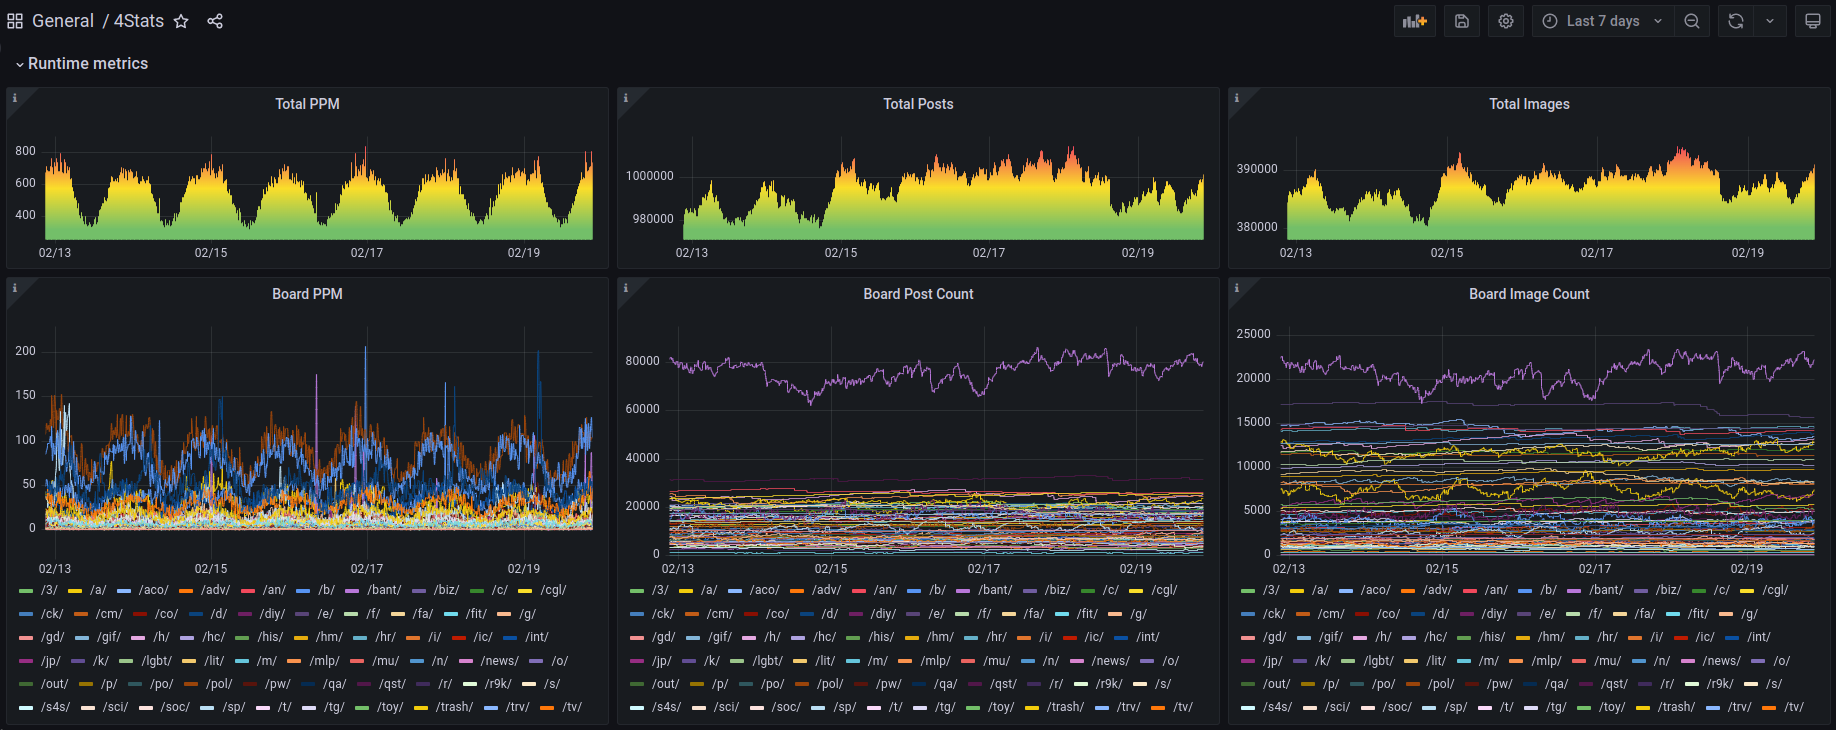 General / 4Stats
Last 7 days
Runtime metrics
Total PPM
800
600
400
02/13 02/15 02/17 02/19
Total Posts
1000000
980000
02/13 02/15 02/17 02/19
Total Images
390000
380000
02/13 02/15 02/17 02/19
Board PPM
200
150
100
50
0
02/13 02/15 02/17 02/19
/3/ /a/ /aco/ /adv/ /an/ /b/ /bant/ /biz/ /c/ /cgl/
/ck/ /cm/ /co/ /d/ /diy/ /e/ /f/ /fa/ /fit/ /g/
/gd/ /gif/ /h/ /hc/ /his/ /hm/ /hr/ /i/ /ic/ /int/
/jp/ /k/ /lgbt/ /lit/ /m/ /mlp/ /mu/ /n/ /news/ /o/
/out/ /p/ /po/ /pol/ /pw/ /qa/ /qst/ /r/ /r9k/ /s/
/s4s/ /sci/ /soc/ /sp/ /t/ /tg/ /toy/ /trash/ /trv/ /tv/
Board Post Count
80000
60000
40000
20000
0
02/13 02/15 02/17 02/19
/3/ /a/ /aco/ /adv/ /an/ /b/ /bant/ /biz/ /c/ /cgl/
/ck/ /cm/ /co/ /d/ /diy/ /e/ /f/ /fa/ /fit/ /g/
/gd/ /gif/ /h/ /hc/ /his/ /hm/ /hr/ /i/ /ic/ /int/
/jp/ /k/ /lgbt/ /lit/ /m/ /mlp/ /mu/ /n/ /news/ /o/
/out/ /p/ /po/ /pol/ /pw/ /qa/ /qst/ /r/ /r9k/ /s/
/s4s/ /sci/ /soc/ /sp/ /t/ /tg/ /toy/ /trash/ /trv/ /tv/
Board Image Count
25000
20000
15000
10000
5000
0
02/13 02/15 02/17 02/19
/3/ /a/ /aco/ /adv/ /an/ /b/ /bant/ /biz/ /c/ /cgl/
/ck/ /cm/ /co/ /d/ /diy/ /e/ /f/ /fa/ /fit/ /g/
/gd/ /gif/ /h/ /hc/ /his/ /hm/ /hr/ /i/ /ic/ /int/
/jp/ /k/ /lgbt/ /lit/ /m/ /mlp/ /mu/ /n/ /news/ /o/
/out/ /p/ /po/ /pol/ /pw/ /qa/ /qst/ /r/ /r9k/ /s/
/s4s/ /sci/ /soc/ /sp/ /t/ /tg/ /toy/ /trash/ /trv/ /tv/